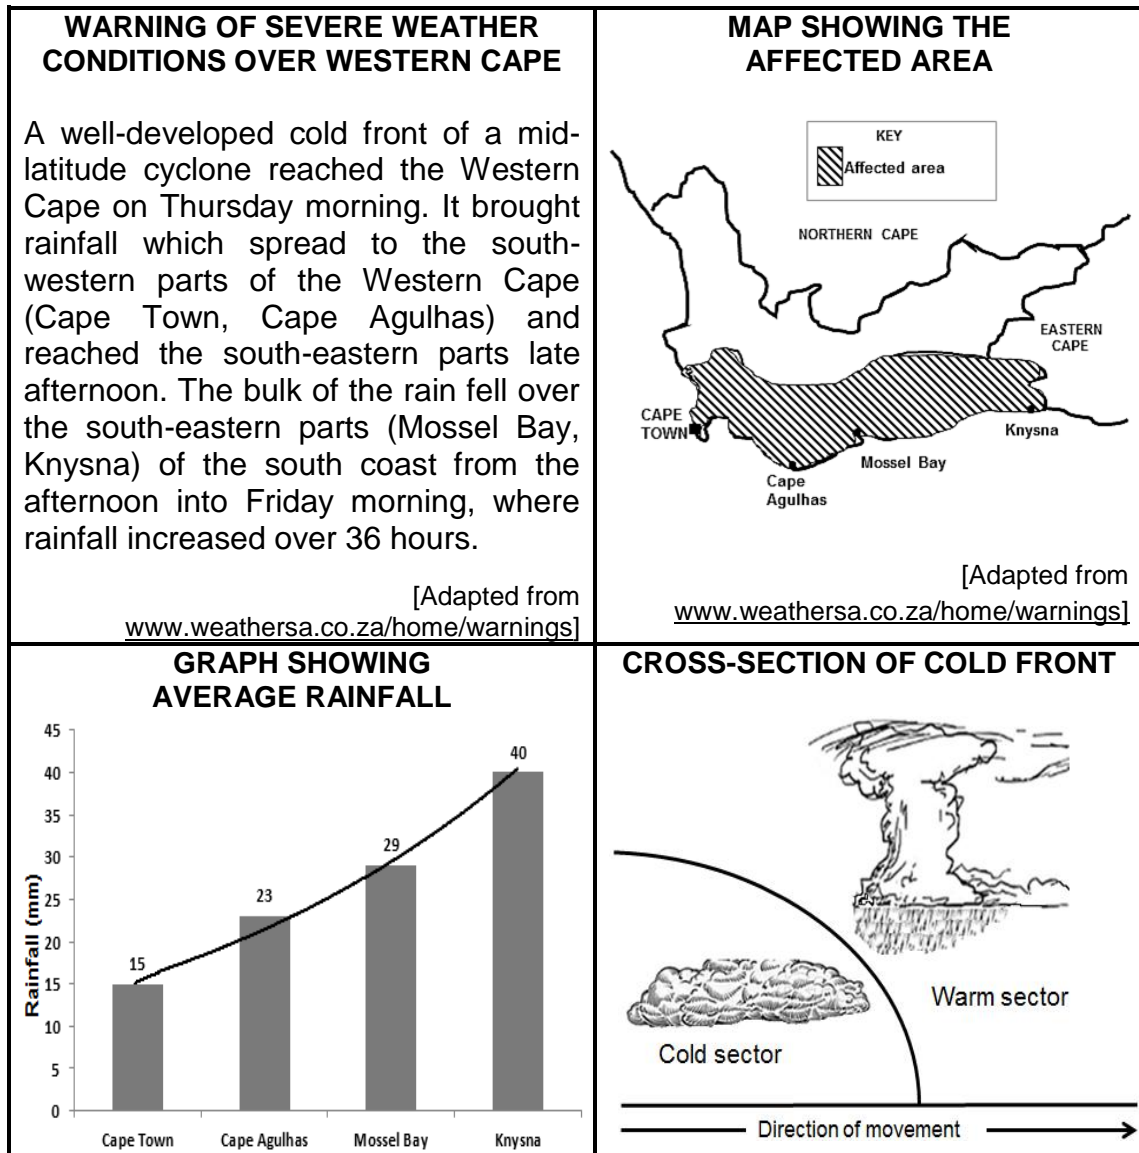 WARNING OF SEVERE WEATHER
CONDITIONS OVER WESTERN CAPE
A well-developed cold front of a mid-
latitude cyclone reached the Western
Cape on Thursday morning. It brought
rainfall which spread to the south-
western parts of the Western Cape
(Cape Town, Cape Agulhas) and
reached the south-eastern parts late
afternoon. The bulk of the rain fell over
the south-eastern parts (Mossel Bay,
Knysna) of the south coast from the
afternoon into Friday morning, where
rainfall increased over 36 hours.
[Adapted from
www.weathersa.co.za/home/warnings]
MAP SHOWING THE
AFFECTED AREA
KEY
Affected area
NORTHERN CAPE
EASTERN
CAPE
CAPE
TOWN
Knysna
Mossel Bay
Cape
Agulhas
[Adapted from
www.weathersa.co.za/home/warnings]
GRAPH SHOWING
AVERAGE RAINFALL
Rainfall (mm)
45
40
35
30
25
20
15
10
5
0
15
23
29
40
Cape Town
Cape Agulhas
Mossel Bay
Knysna
CROSS-SECTION OF COLD FRONT
Warm sector
Cold sector
Direction of movement